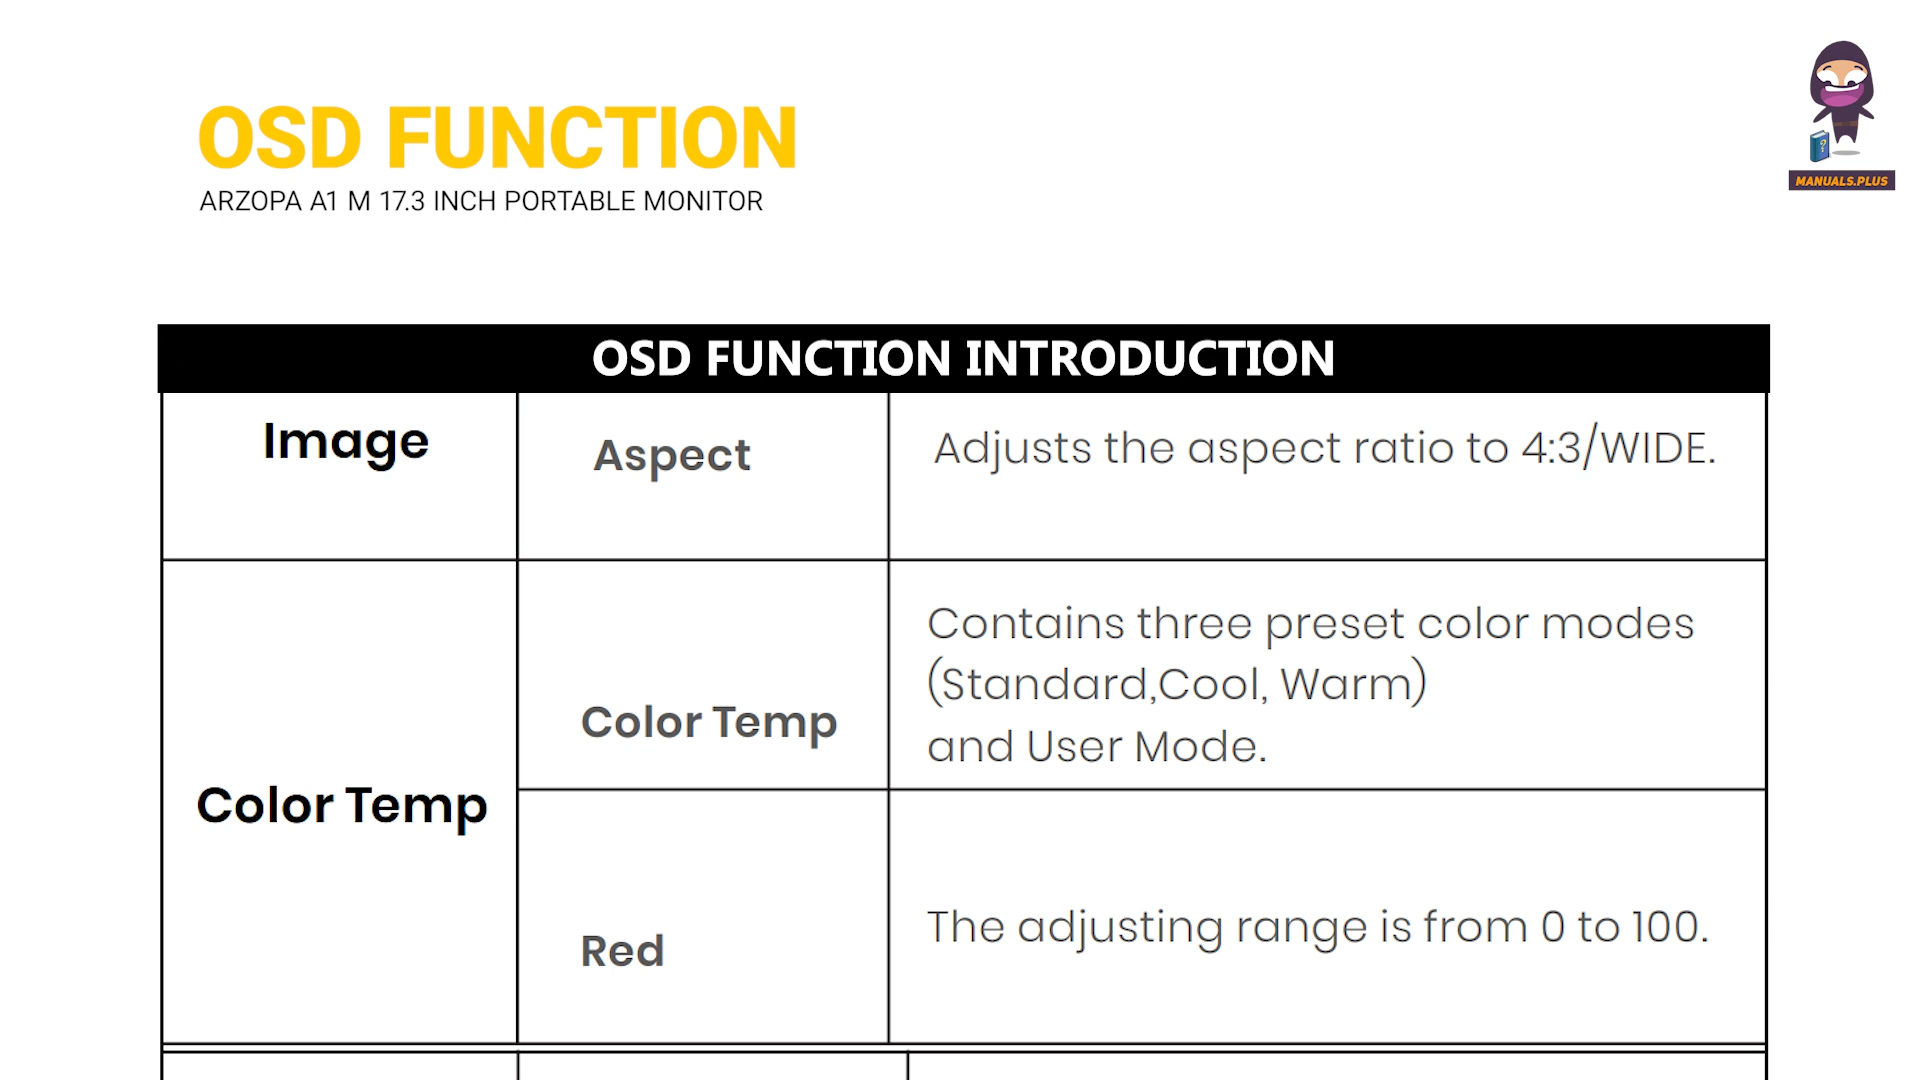 OSD FUNCTION
ARZOPA A1 M 17.3 INCH PORTABLE MONITOR
MANUALS.PLUS
OSD FUNCTION INTRODUCTION
Image
Aspect
Adjusts the aspect ratio to 4:3/WIDE.
Color Temp
Color Temp
Contains three preset color modes
(Standard,Cool, Warm)
and User Mode.
Red
The adjusting range is from 0 to 100.